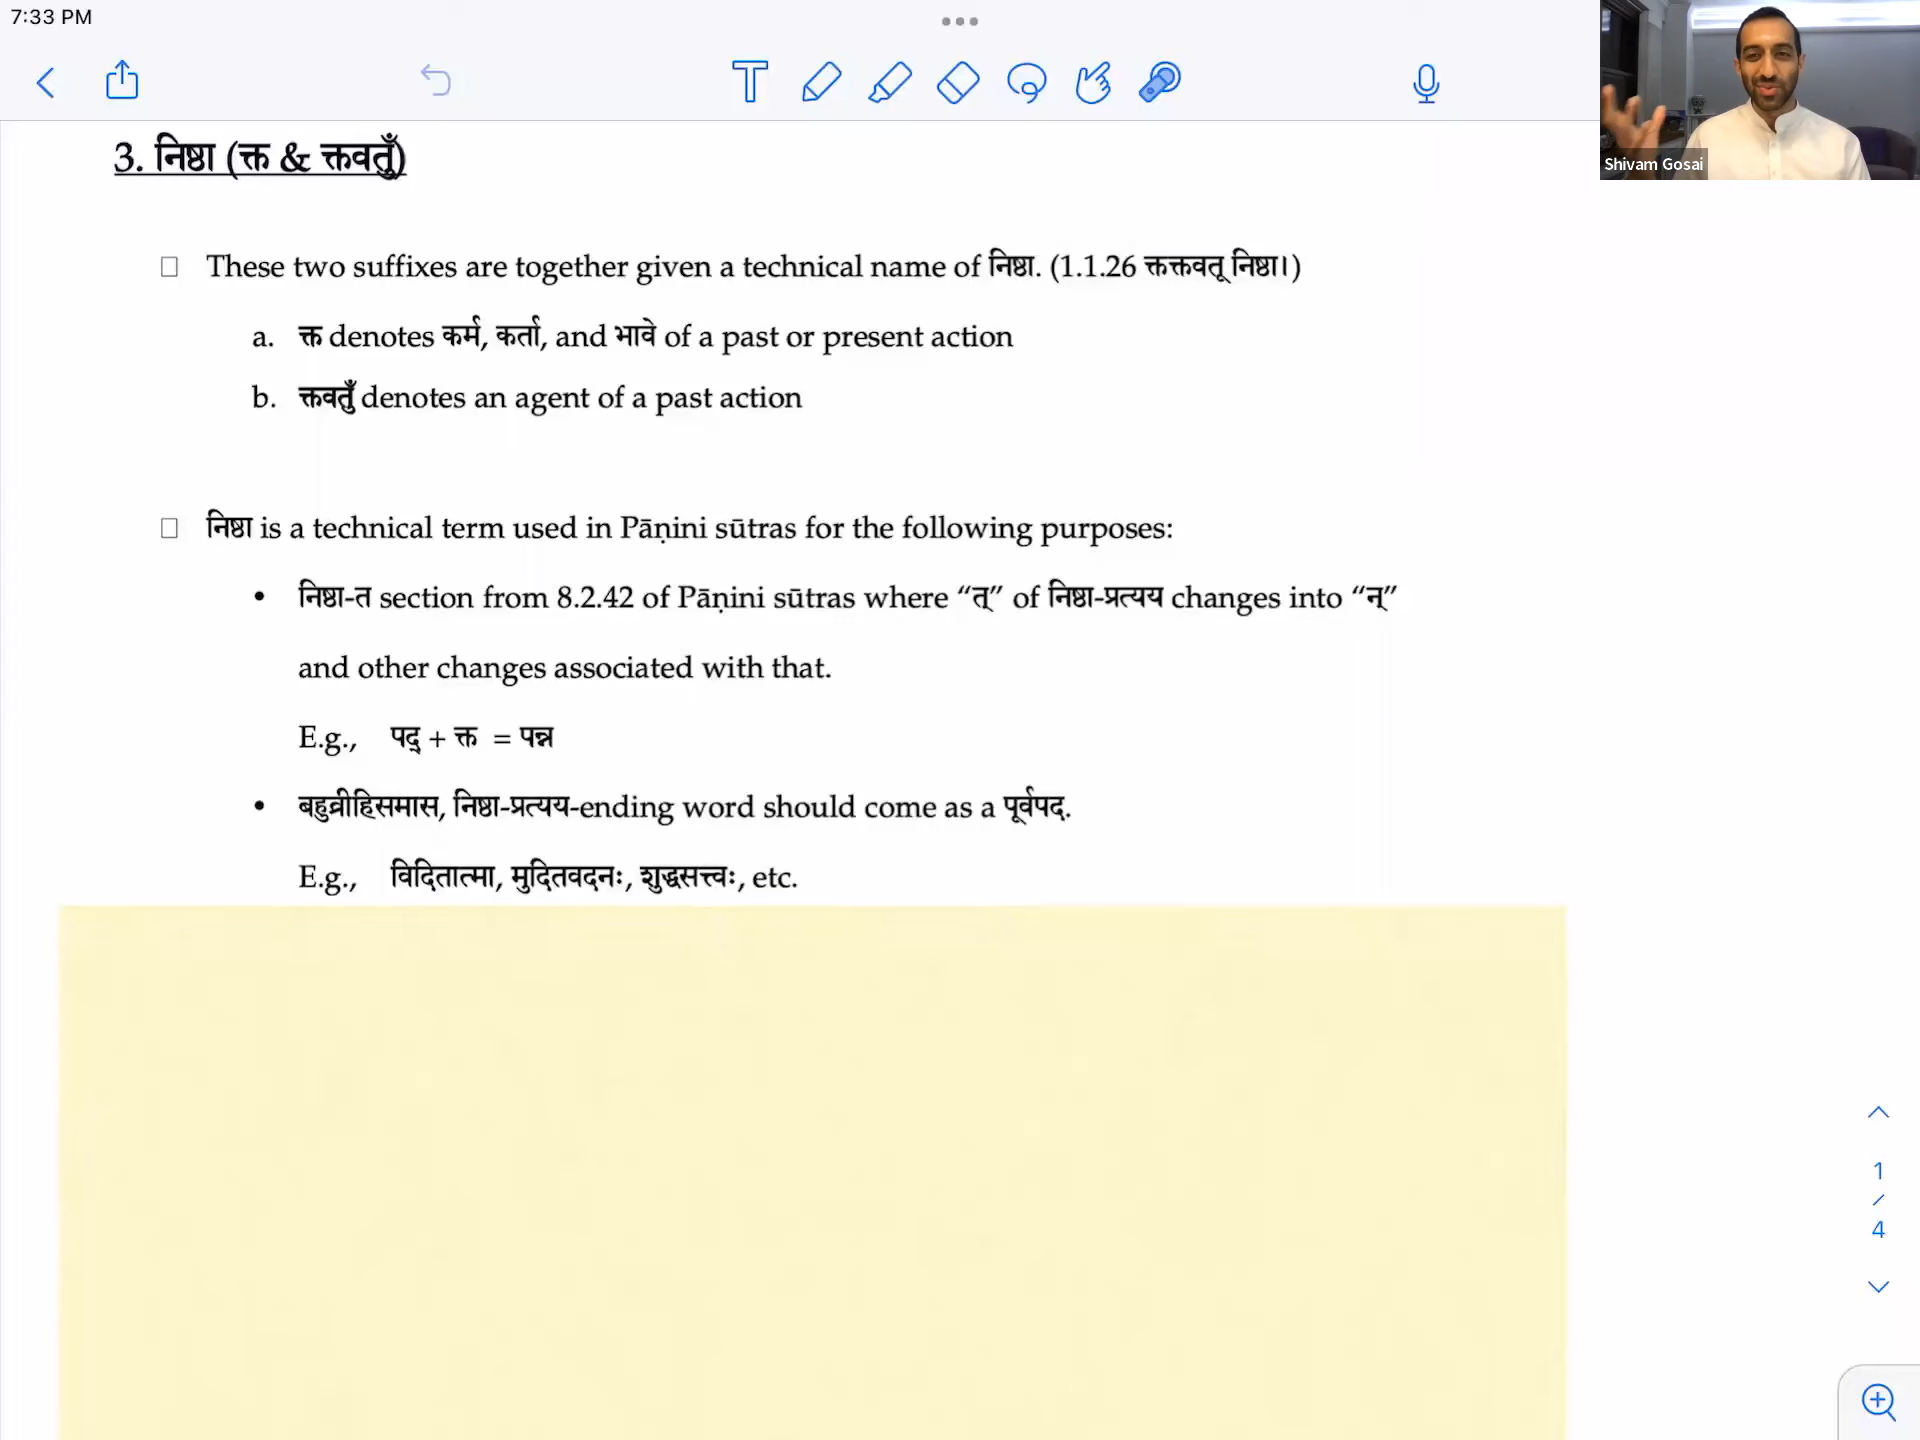 7:33 PM
Shivam Gosai
3. निष्ठा (क्त & क्तवतुँ)
These two suffixes are together given a technical name of निष्ठा. (1.1.26 क्तक्तवतू निष्ठा।)
a. क्त denotes कर्म, कर्ता, and भावे of a past or present action
b. क्तवतुँ denotes an agent of a past action
निष्ठा is a technical term used in Pāṇini sūtras for the following purposes:
• निष्ठा-त section from 8.2.42 of Pāṇini sūtras where “त्” of निष्ठा-प्रत्यय changes into “न्”
and other changes associated with that.
E.g., पद् + क्त = पन्न
• बहुव्रीहिसमास, निष्ठा-प्रत्यय-ending word should come as a पूर्वपद.
E.g., विदितात्मा, मुदितवदनः, शुद्धसत्त्वः, etc.
1
/
4